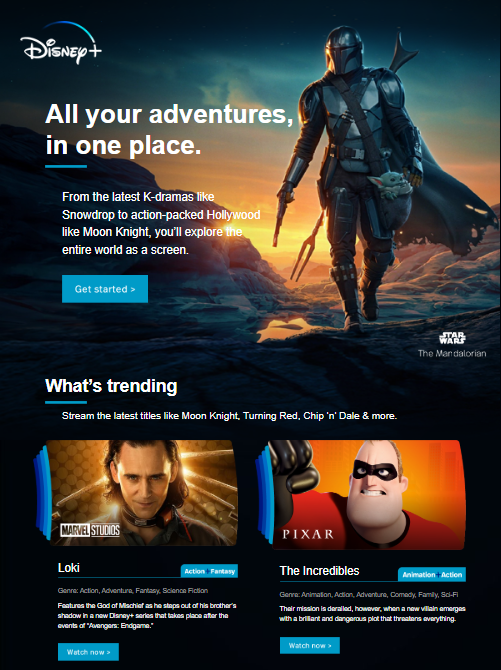 Disney+
All your adventures,
in one place.
From the latest K-dramas like
Snowdrop to action-packed Hollywood
like Moon Knight, you'll explore the
entire world as a screen.
Get started >
STAR
WARS
The Mandalorian
What's trending
Stream the latest titles like Moon Knight, Turning Red, Chip 'n' Dale & more.
MARVEL STUDIOS
PIXAR
Loki
Action + Fantasy
Genre: Action, Adventure, Fantasy, Science Fiction
Features the God of Mischief as he steps out of his brother's
shadow in a new Disney+ series that takes place after the
events of "Avengers: Endgame."
Watch now >
The Incredibles
Animation + Action
Genre: Animation, Action, Adventure, Comedy, Family, Sci-Fi
Their mission is derailed, however, when a new villain emerges
with a brilliant and dangerous plot that threatens everything.
Watch now >